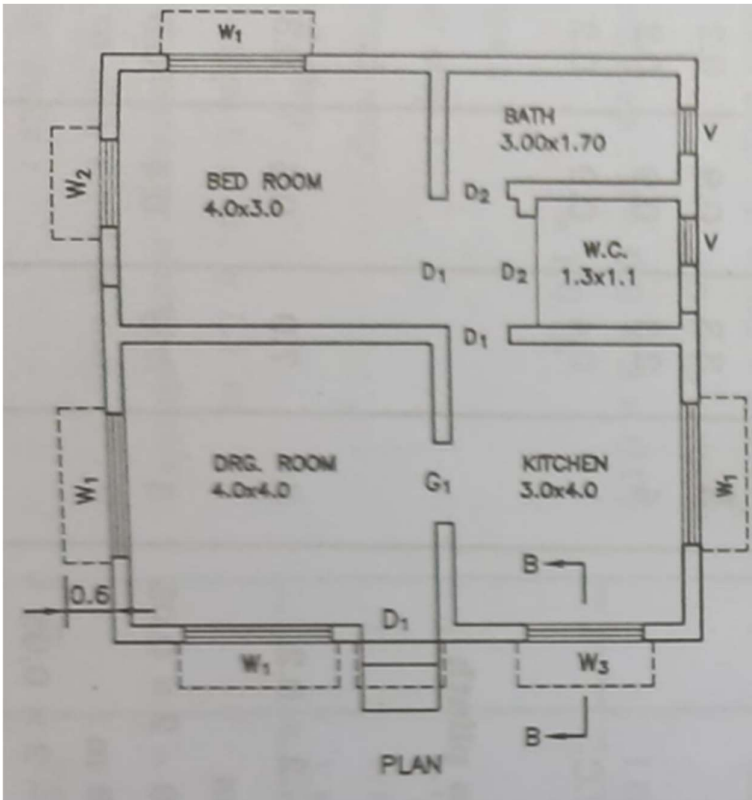 W₁
BATH
3.00x1.70
V
W₂
BED ROOM
4.0x3.0
D₂
W.C.
1.3x1.1
V
D₁
D₂
D₁
W₁
DRG. ROOM
4.0x4.0
G₁
KITCHEN
3.0x4.0
W₁
B
0.6
D₁
W₁
W₃
B
PLAN